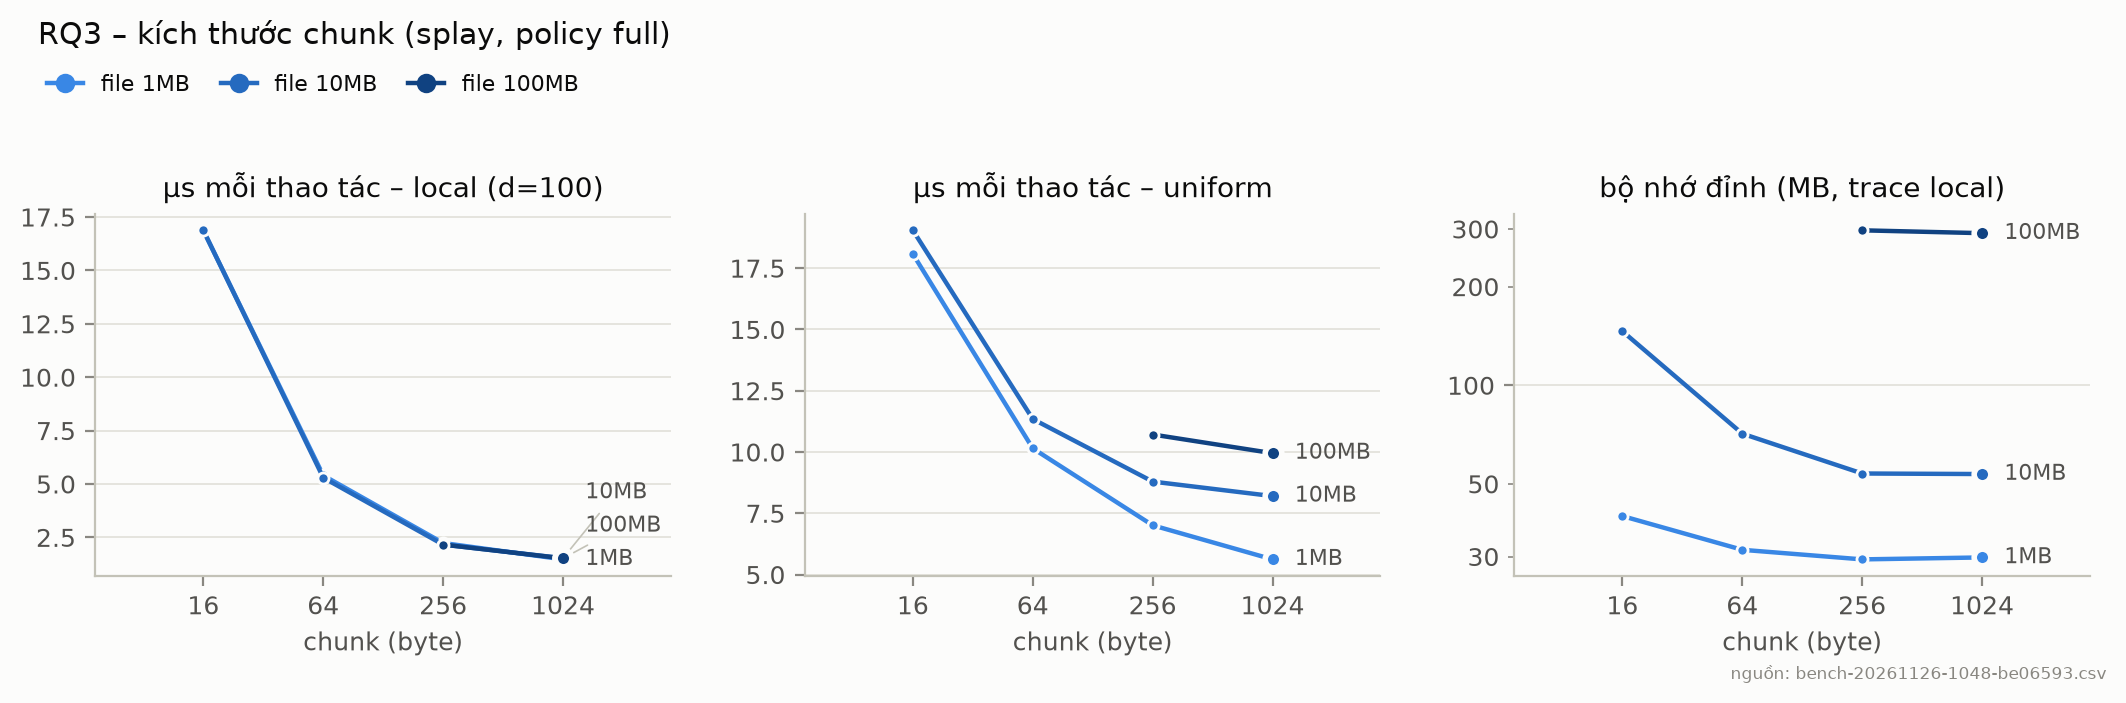 RQ3 – kích thước chunk (splay, policy full)
file 1MB file 10MB file 100MB
µs mỗi thao tác – local (d=100)
17.5
15.0
12.5
10.0
7.5
5.0
2.5
10MB
100MB
1MB
16 64 256 1024
chunk (byte)
µs mỗi thao tác – uniform
17.5
15.0
12.5
10.0
7.5
5.0
100MB
10MB
1MB
16 64 256 1024
chunk (byte)
bộ nhớ đỉnh (MB, trace local)
300
200
100
50
30
100MB
10MB
1MB
16 64 256 1024
chunk (byte)
nguồn: bench-20261126-1048-be06593.csv